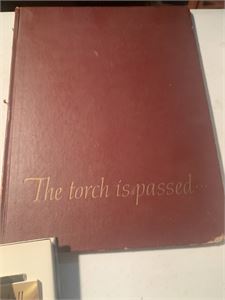 The torch is passed...